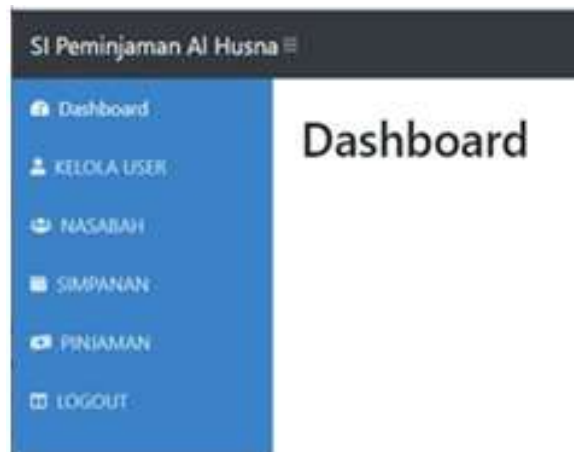 SI Peminjaman Al Husna
Dashboard
KELOLA USER
NASABAH
SIMPANAN
PINJAMAN
LOGOUT
Dashboard